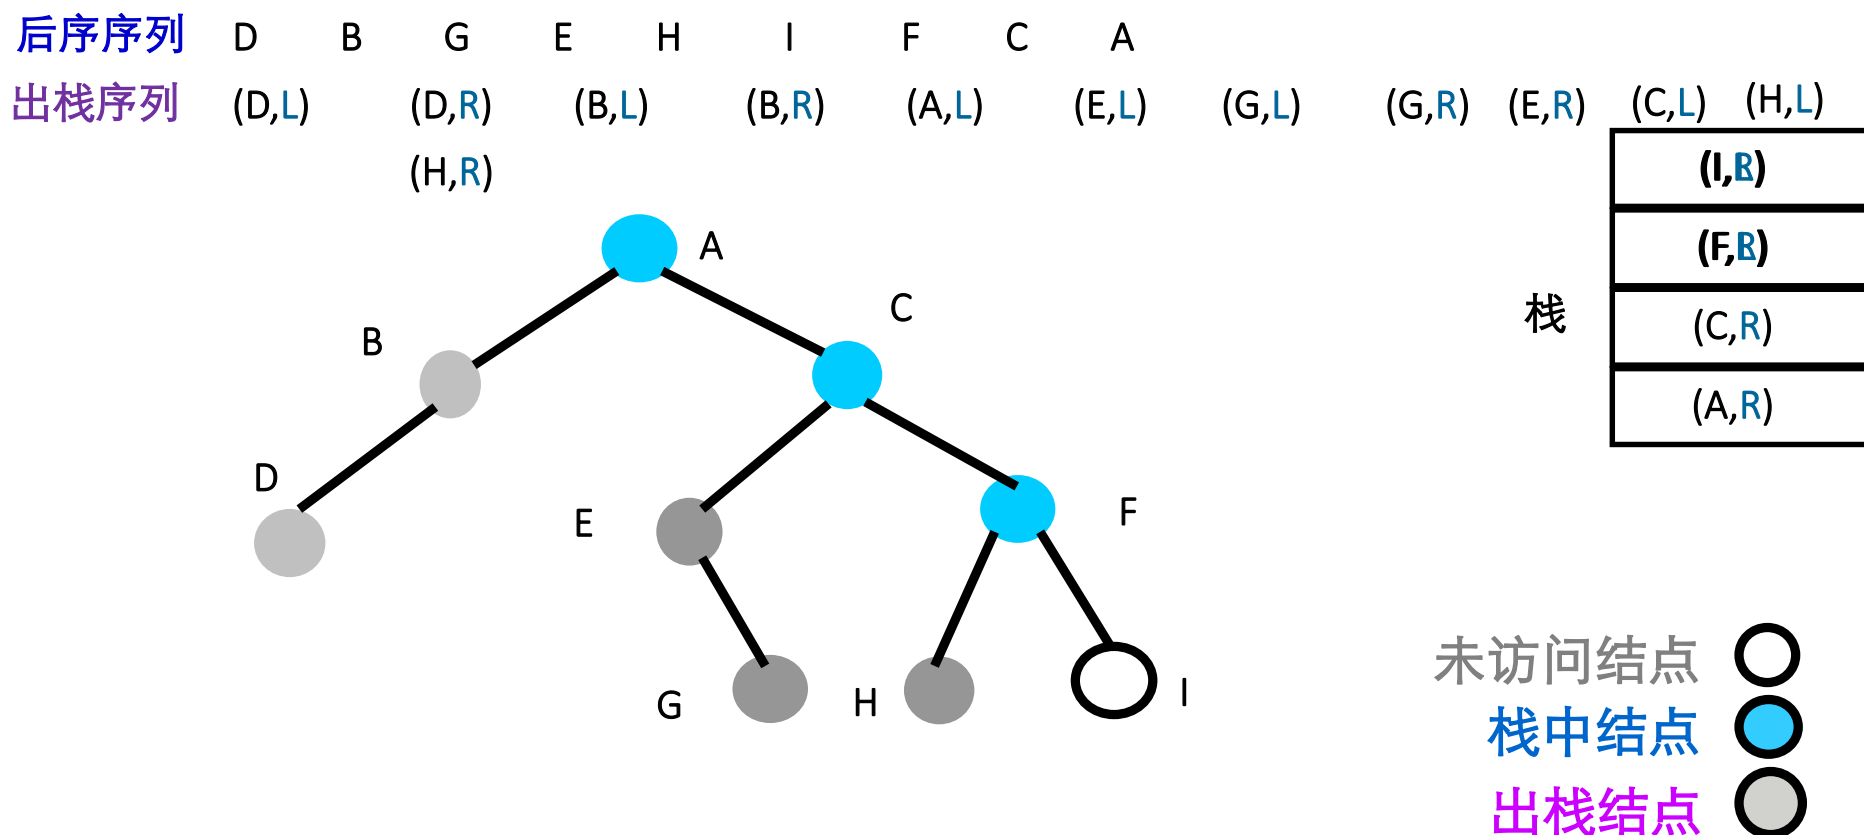 后序序列 D B G E H I F C A
出栈序列 (D,L) (D,R) (B,L) (B,R) (A,L) (E,L) (G,L) (G,R) (E,R) (C,L) (H,L)
(H,R)
(I,R)
(F,R)
栈
(C,R)
(A,R)
A
C
B
D
E
F
G
H
I
未访问结点
栈中结点
出栈结点